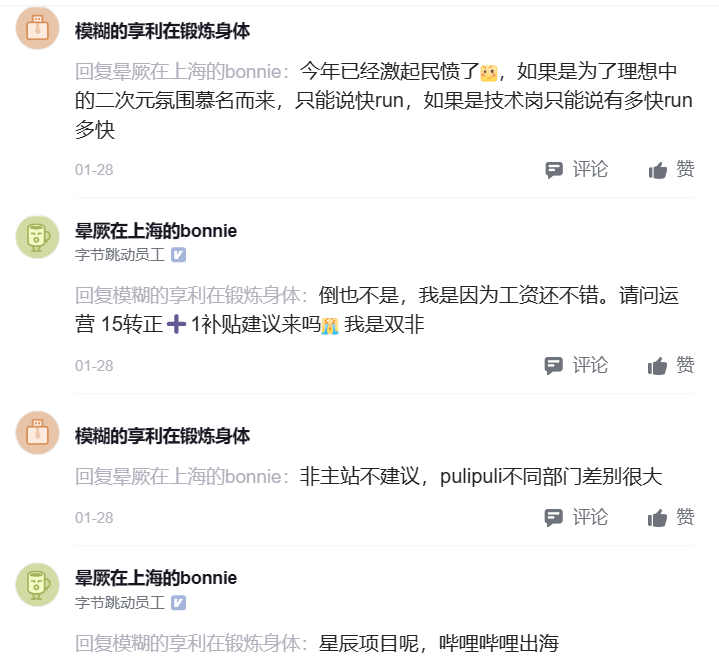 模糊的享利在锻炼身体
回复晕厥在上海的bonnie：今年已经激起民愤了，如果是为了理想中
的二次元氛围慕名而来，只能说快run，如果是技术岗只能说有多快run
多快
01-28 评论 赞
晕厥在上海的bonnie
字节跳动员工
回复模糊的享利在锻炼身体：倒也不是，我是因为工资还不错。请问运
营 15转正➕1补贴建议来吗😭 我是双非
01-28 评论 赞
模糊的享利在锻炼身体
回复晕厥在上海的bonnie：非主站不建议，pulipuli不同部门差别很大
01-28 评论 赞
晕厥在上海的bonnie
字节跳动员工
回复模糊的享利在锻炼身体：星辰项目呢，哔哩哔哩出海